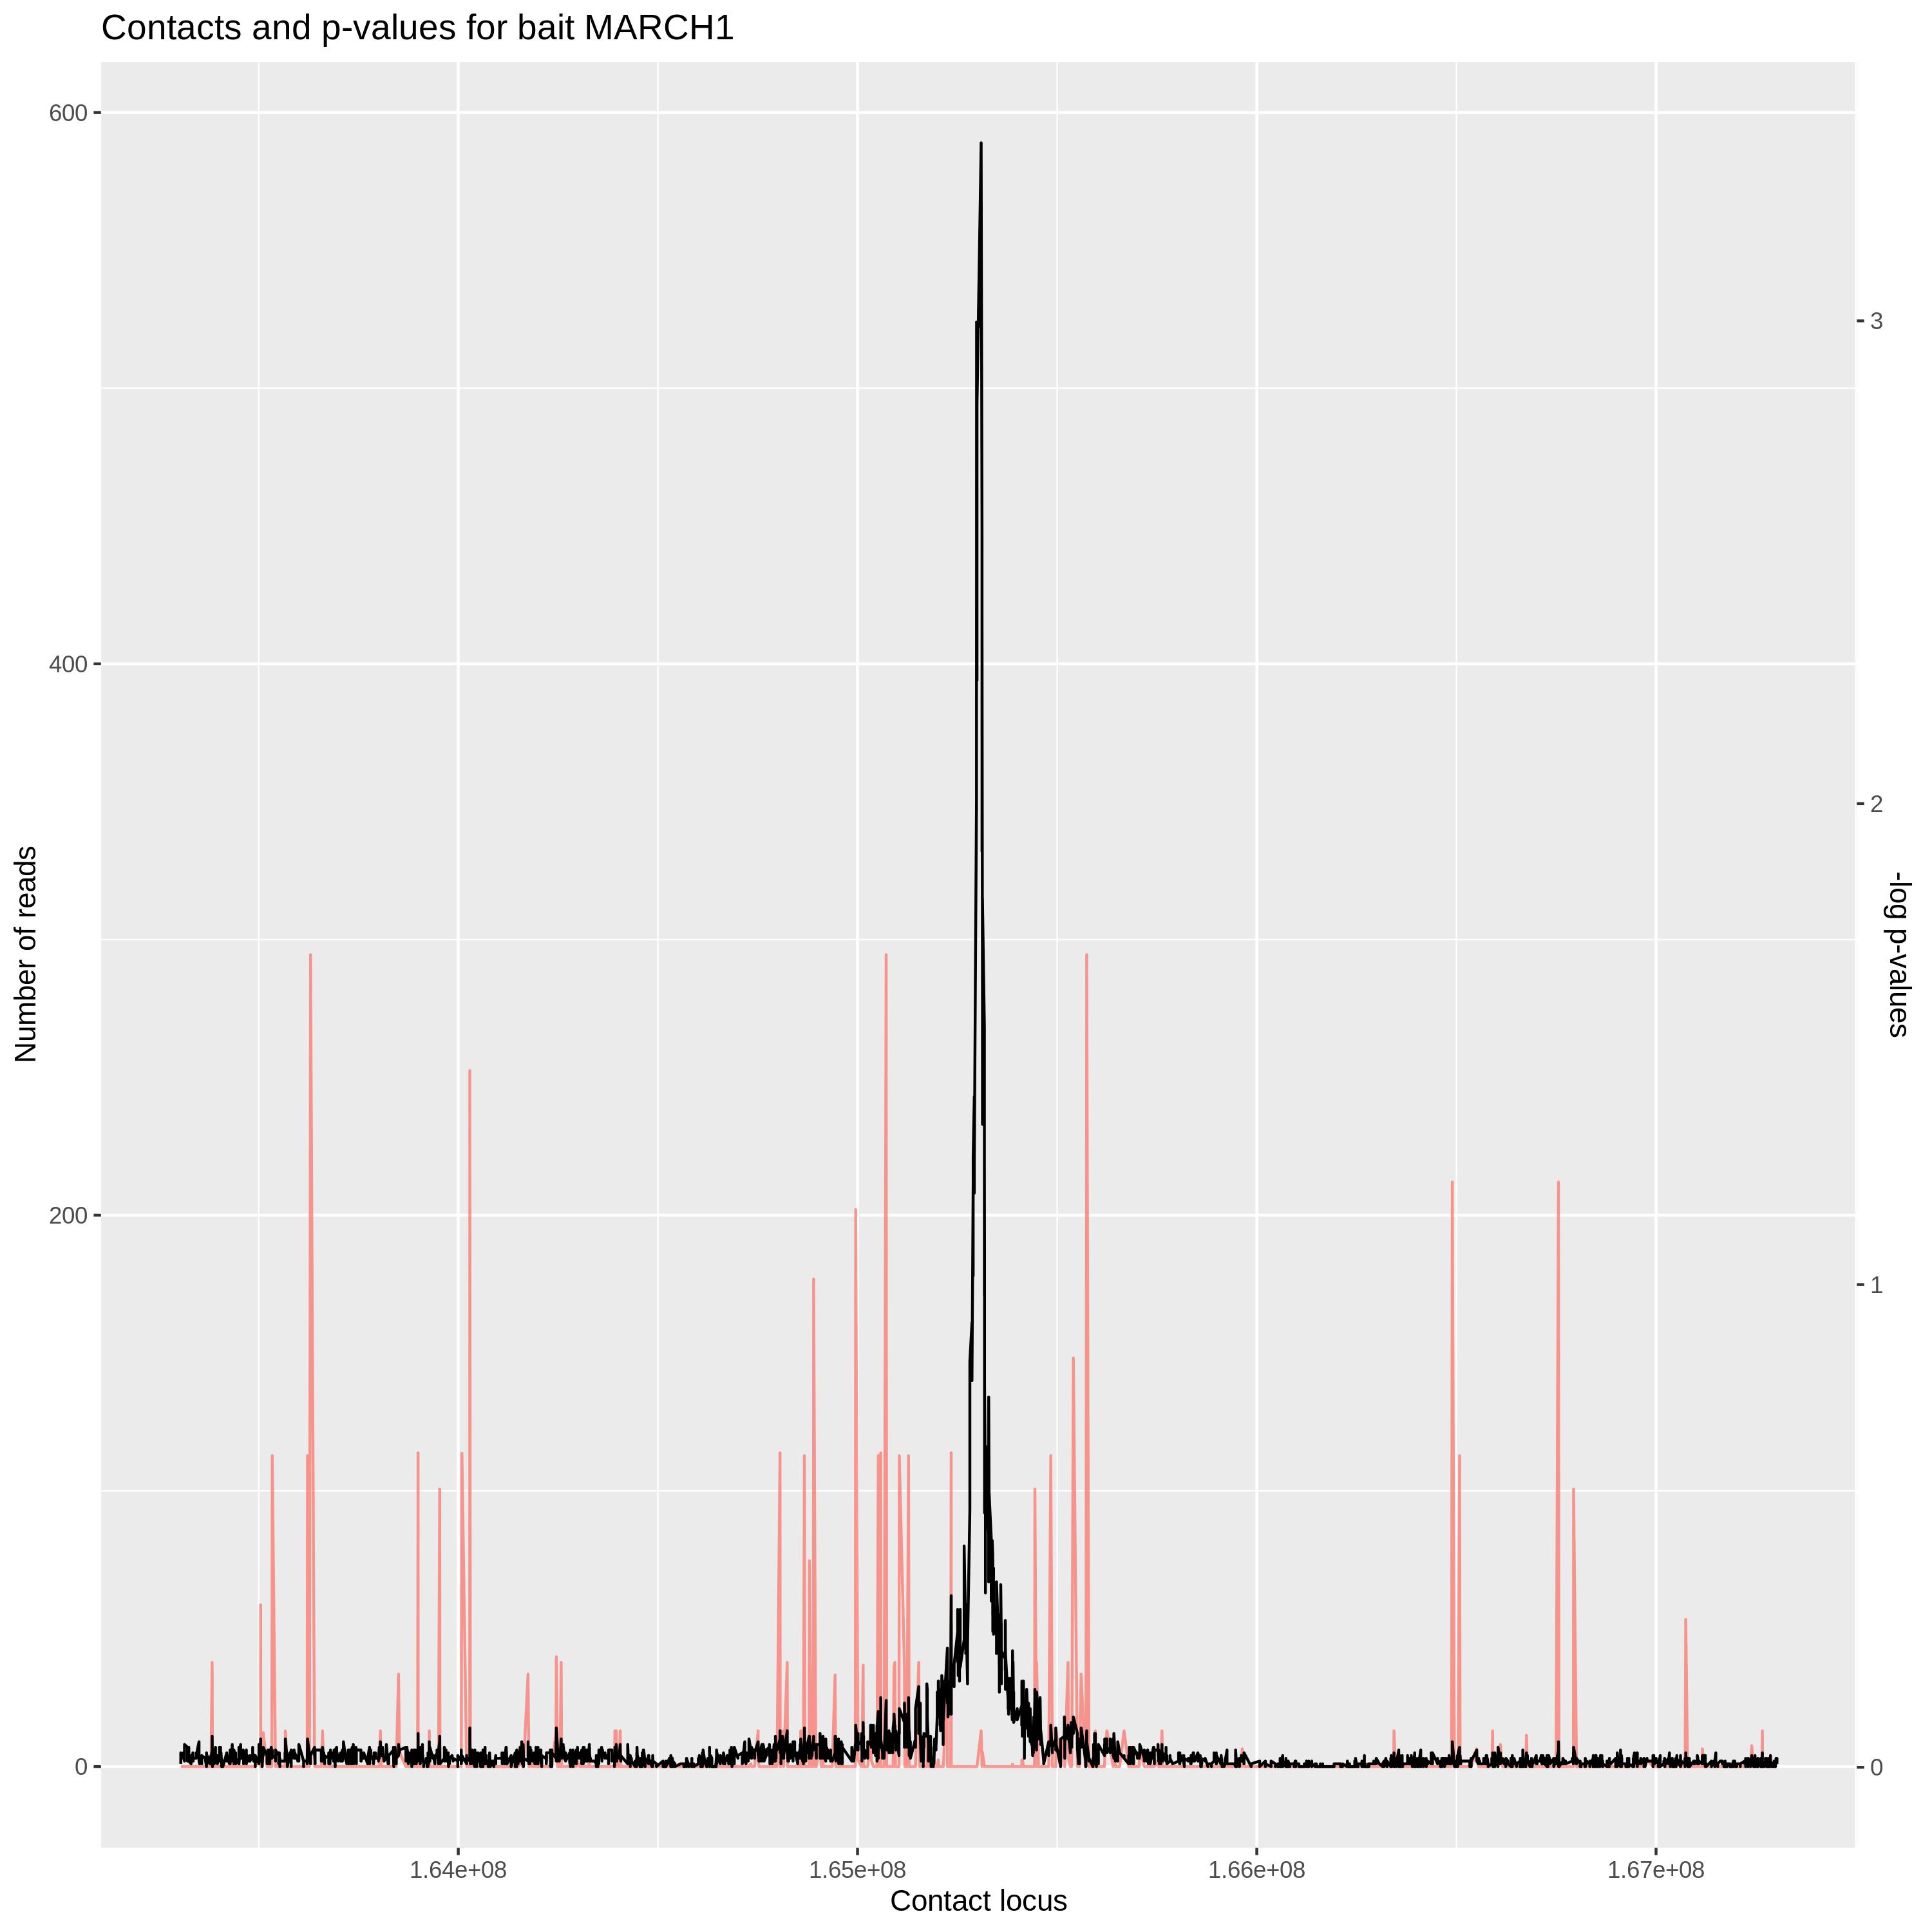 Contacts and p-values for bait MARCH1
600
400
200
0
Number of reads
3
2
1
0
-log p-values
1.64e+08
1.65e+08
1.66e+08
1.67e+08
Contact locus